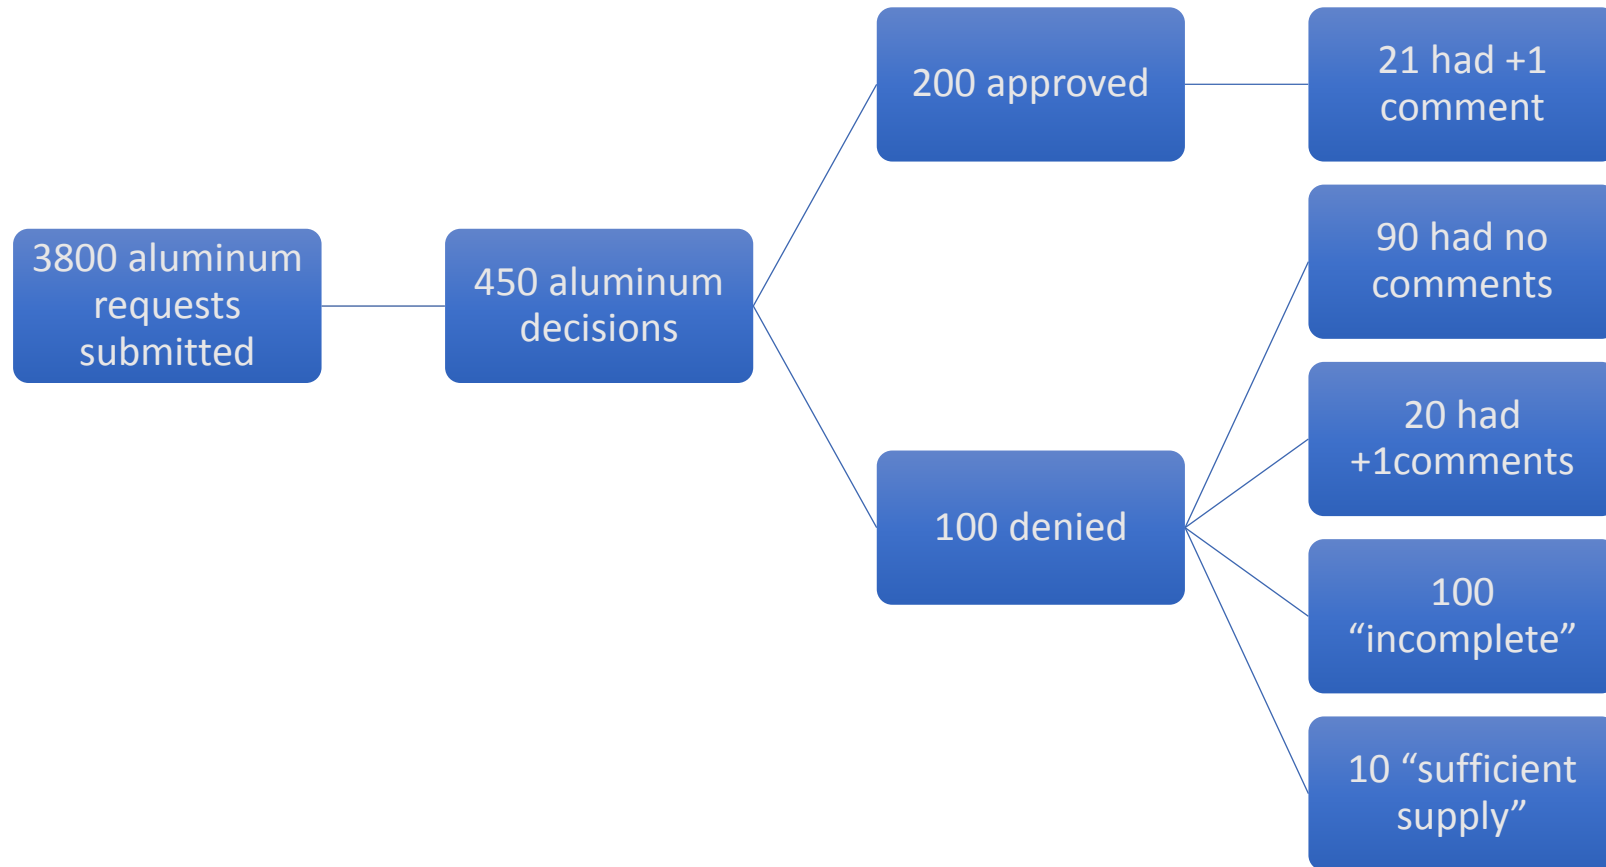 3800 aluminum
requests
submitted
450 aluminum
decisions
200 approved
21 had +1
comment
100 denied
90 had no
comments
20 had
+1comments
100
“incomplete”
10 “sufficient
supply”